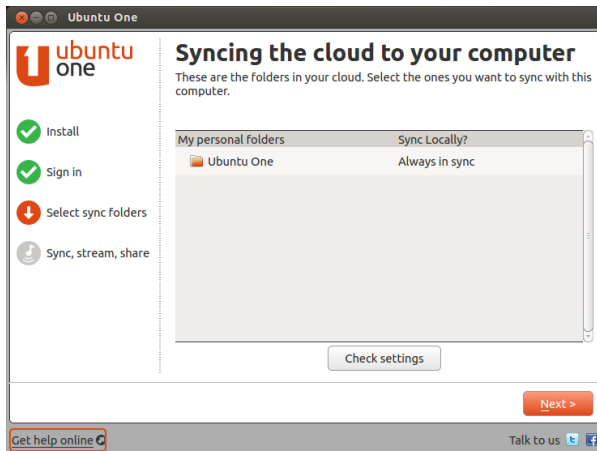 Ubuntu One
ubuntu
one
Syncing the cloud to your computer
These are the folders in your cloud. Select the ones you want to sync with this
computer.
Install
Sign in
Select sync folders
Sync, stream, share
My personal folders Sync Locally?
Ubuntu One Always in sync
Check settings
Next >
Get help online Talk to us